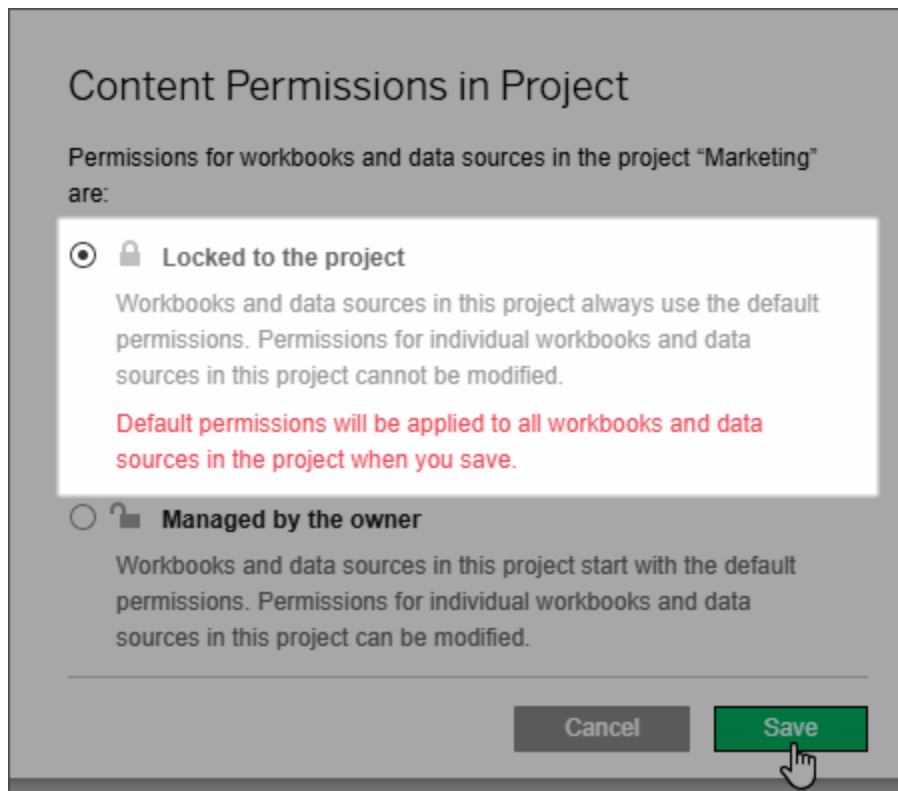 Content Permissions in Project
Permissions for workbooks and data sources in the project “Marketing”
are:
Locked to the project
Workbooks and data sources in this project always use the default
permissions. Permissions for individual workbooks and data
sources in this project cannot be modified.
Default permissions will be applied to all workbooks and data
sources in the project when you save.
Managed by the owner
Workbooks and data sources in this project start with the default
permissions. Permissions for individual workbooks and data
sources in this project can be modified.
Cancel Save